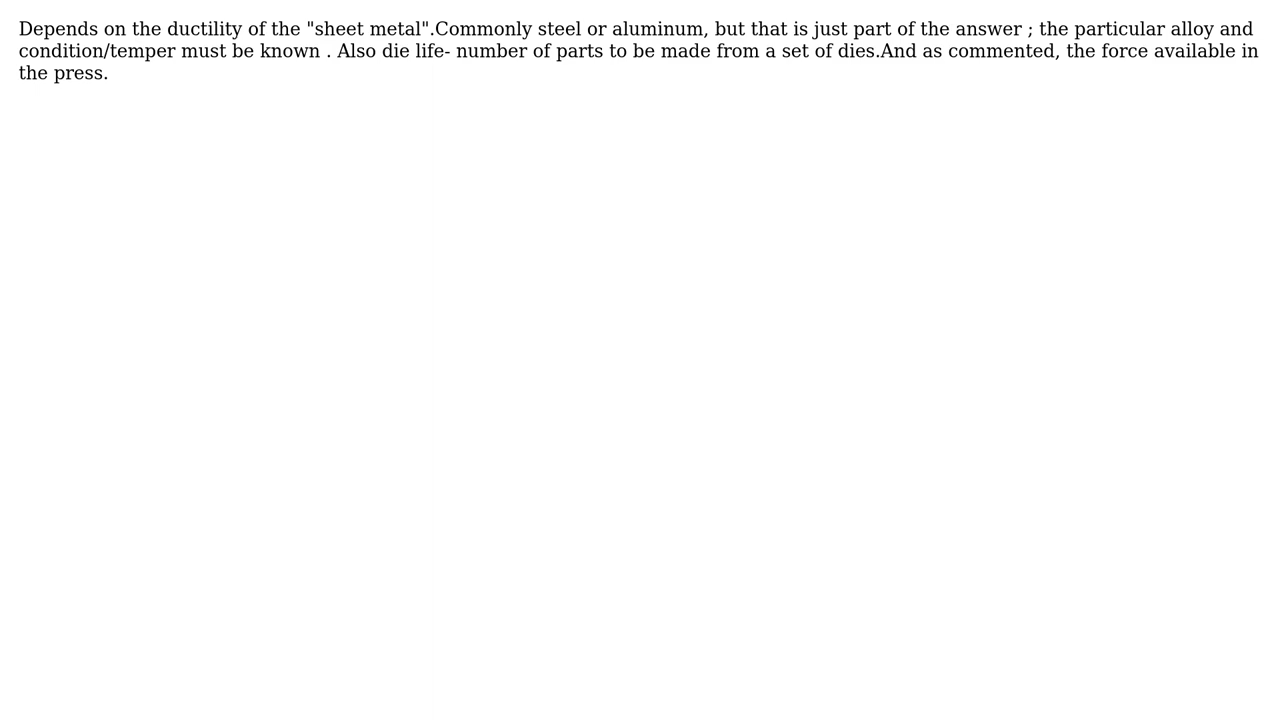 Depends on the ductility of the "sheet metal".Commonly steel or aluminum, but that is just part of the answer ; the particular alloy and
condition/temper must be known . Also die life- number of parts to be made from a set of dies.And as commented, the force available in
the press.